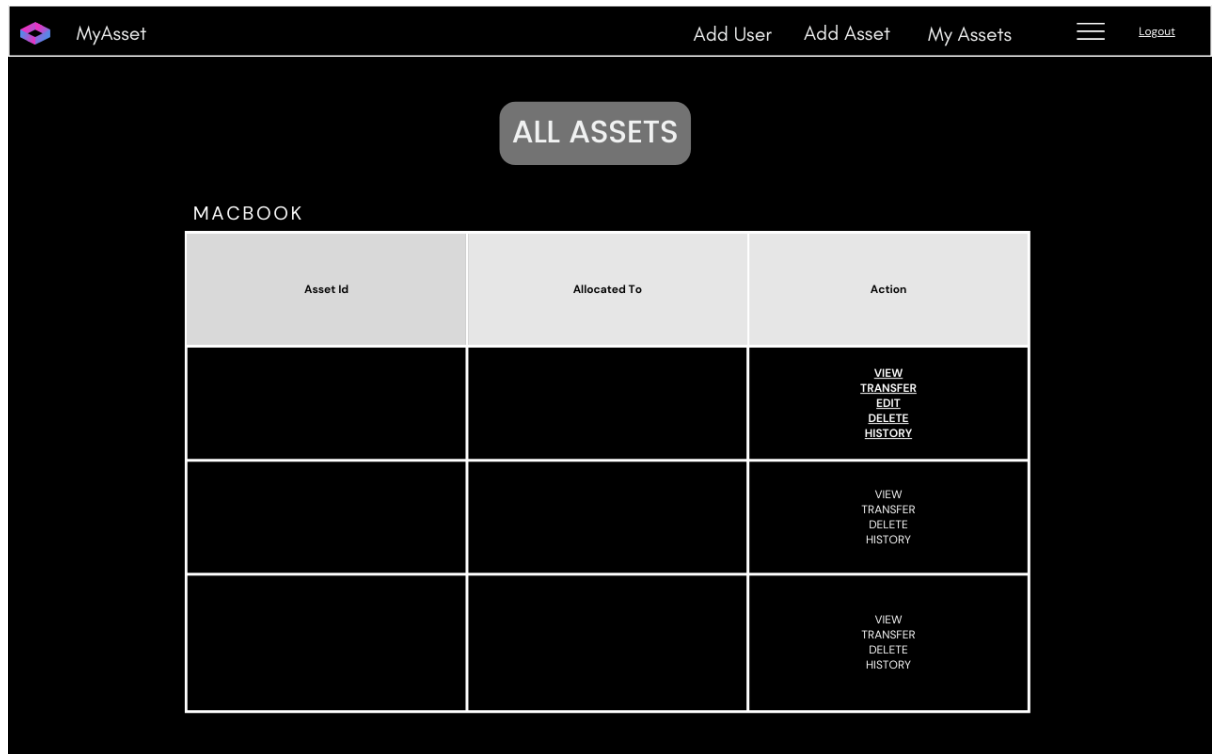 MyAsset Add User Add Asset My Assets Logout
ALL ASSETS
MACBOOK
Asset Id Allocated To Action
VIEW
TRANSFER
EDIT
DELETE
HISTORY
VIEW
TRANSFER
DELETE
HISTORY
VIEW
TRANSFER
DELETE
HISTORY